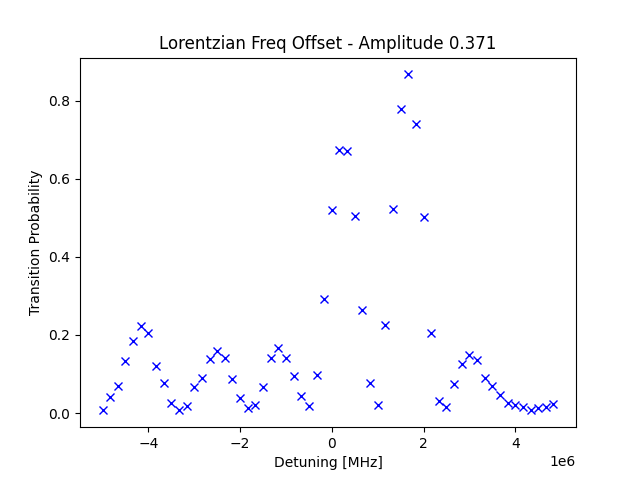 Lorentzian Freq Offset - Amplitude 0.371
Transition Probability
0.8
0.6
0.4
0.2
0.0
−4
−2
0
2
4
1e6
Detuning [MHz]